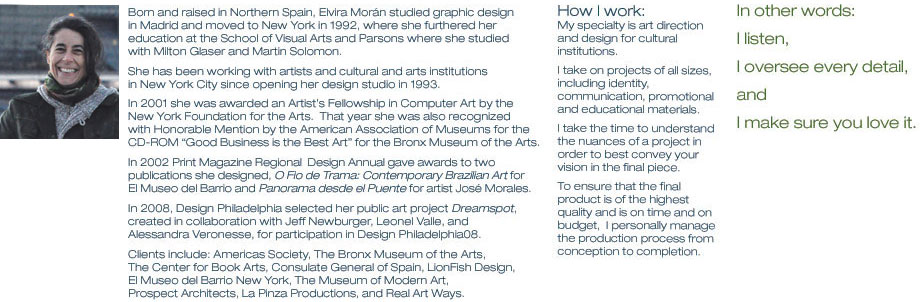 Born and raised in Northern Spain, Elvira Morán studied graphic design
in Madrid and moved to New York in 1992, where she furthered her
education at the School of Visual Arts and Parsons where she studied
with Milton Glaser and Martin Solomon.
She has been working with artists and cultural and arts institutions
in New York City since opening her design studio in 1993.
In 2001 she was awarded an Artist's Fellowship in Computer Art by the
New York Foundation for the Arts. That year she was also recognized
with Honorable Mention by the American Association of Museums for the
CD-ROM “Good Business is the Best Art” for the Bronx Museum of the Arts.
In 2002 Print Magazine Regional Design Annual gave awards to two
publications she designed, O Fio de Trama: Contemporary Brazilian Art for
El Museo del Barrio and Panorama desde el Puente for artist José Morales.
In 2008, Design Philadelphia selected her public art project Dreamspot,
created in collaboration with Jeff Newburger, Leonel Valle, and
Alessandra Veronesse, for participation in Design Philadelphia08.
Clients include: Americas Society, The Bronx Museum of the Arts,
The Center for Book Arts, Consulate General of Spain, LionFish Design,
El Museo del Barrio New York, The Museum of Modern Art,
Prospect Architects, La Pinza Productions, and Real Art Ways.
How I work:
My specialty is art direction
and design for cultural
institutions.
I take on projects of all sizes,
including identity,
communication, promotional
and educational materials.
I take the time to understand
the nuances of a project in
order to best convey your
vision in the final piece.
To ensure that the final
product is of the highest
quality and is on time and on
budget, I personally manage
the production process from
conception to completion.
In other words:
I listen,
I oversee every detail,
and
I make sure you love it.